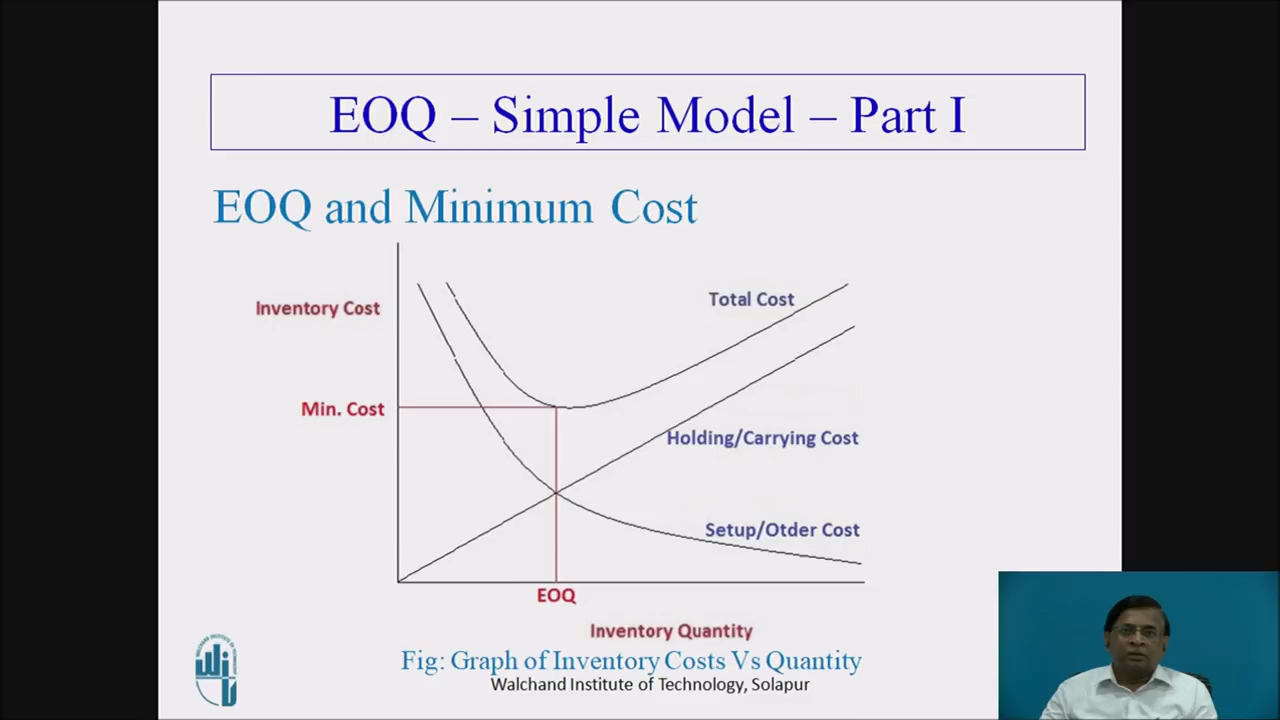 EOQ – Simple Model – Part I
EOQ and Minimum Cost
Total Cost
Inventory Cost
Min. Cost
Holding/Carrying Cost
Setup/Otder Cost
EOQ
Inventory Quantity
Fig: Graph of Inventory Costs Vs Quantity
Walchand Institute of Technology, Solapur